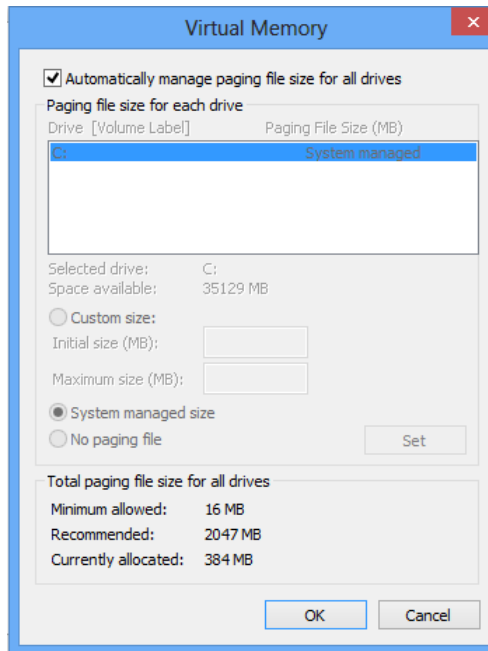 Virtual Memory
Automatically manage paging file size for all drives
Paging file size for each drive
Drive [Volume Label] Paging File Size (MB)
C: System managed
Selected drive: C:
Space available: 35129 MB
Custom size:
Initial size (MB):
Maximum size (MB):
System managed size
No paging file Set
Total paging file size for all drives
Minimum allowed: 16 MB
Recommended: 2047 MB
Currently allocated: 384 MB
OK Cancel